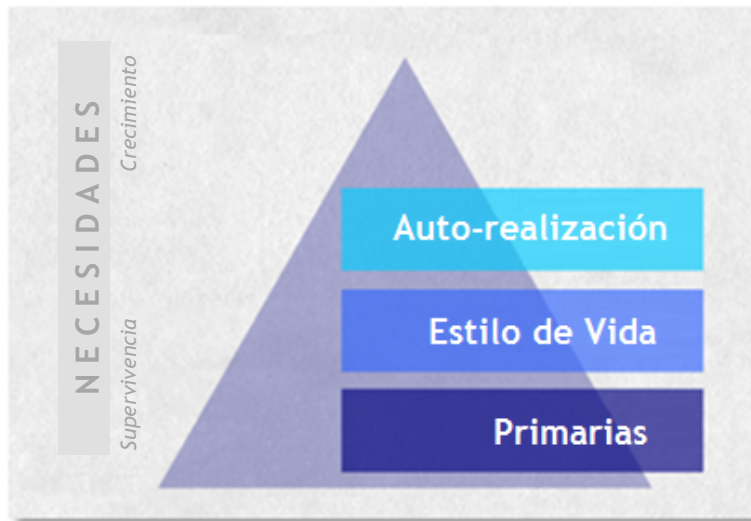 NECESIDADES
Crecimiento
Supervivencia
Auto-realización
Estilo de Vida
Primarias